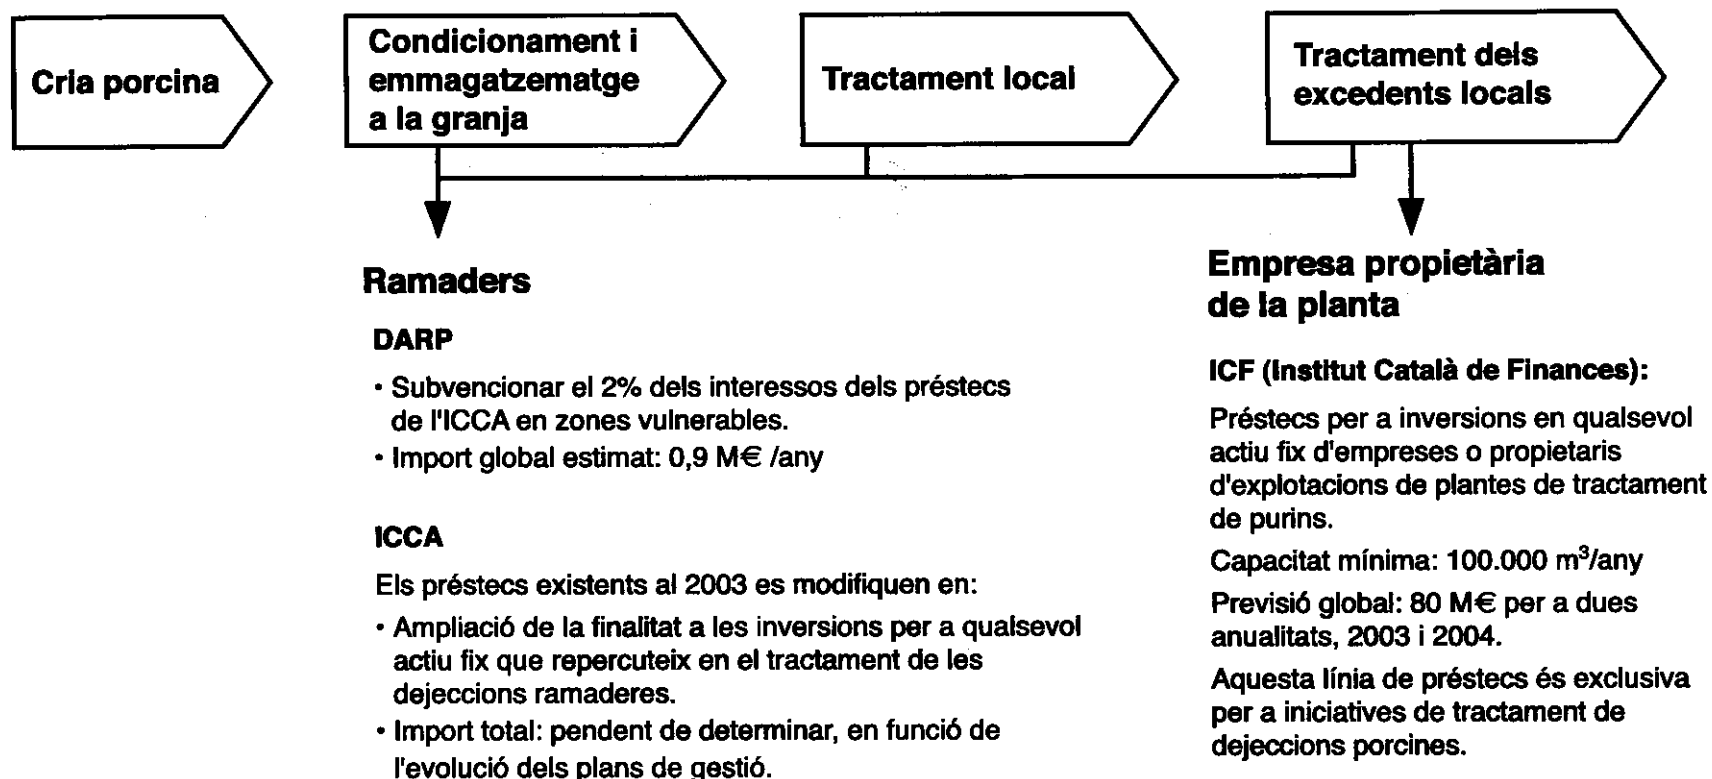 Cria porcina
Condicionament i
emmagatzematge
a la granja
Tractament local
Tractament dels
excedents locals
Ramaders
DARP
· Subvencionar el 2% dels interessos dels préstecs
de l'ICCA en zones vulnerables.
· Import global estimat: 0,9 M€ /any
ICCA
Els préstecs existents al 2003 es modifiquen en:
· Ampliació de la finalitat a les inversions per a qualsevol
actiu fix que repercuteix en el tractament de les
dejeccions ramaderes.
· Import total: pendent de determinar, en funció de
l'evolució dels plans de gestió.
Empresa propietària
de la planta
ICF (Institut Català de Finances):
Préstecs per a inversions en qualsevol
actiu fix d'empreses o propietaris
d'explotacions de plantes de tractament
de purins.
Capacitat mínima: 100.000 m³/any
Previsió global: 80 M€ per a dues
anualitats, 2003 i 2004.
Aquesta línia de préstecs és exclusiva
per a iniciatives de tractament de
dejeccions porcines.